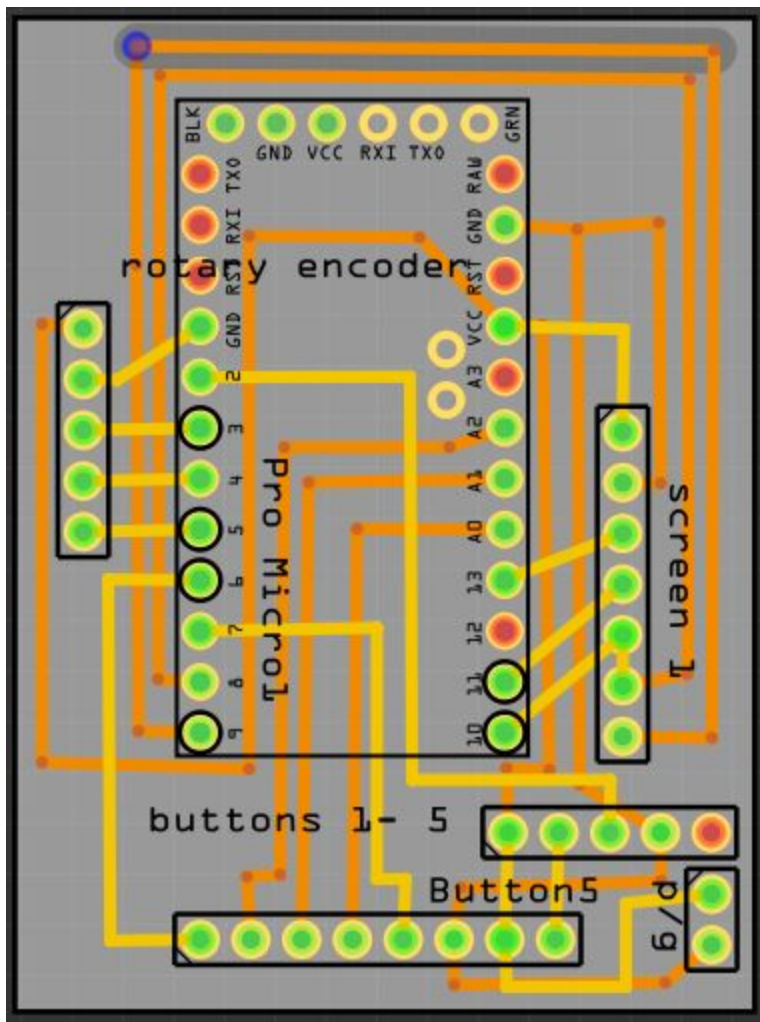 BLK
GND VCC RXI TXO
GRN
TXO
RXI
RST
GND
2
3
4
5
6
7
8
9
RAW
GND
RST
VCC
A3
A2
A1
A0
13
12
11
10
rotary encoder
Pro Micro1
screen 1
buttons 1- 5
Button5
p/g